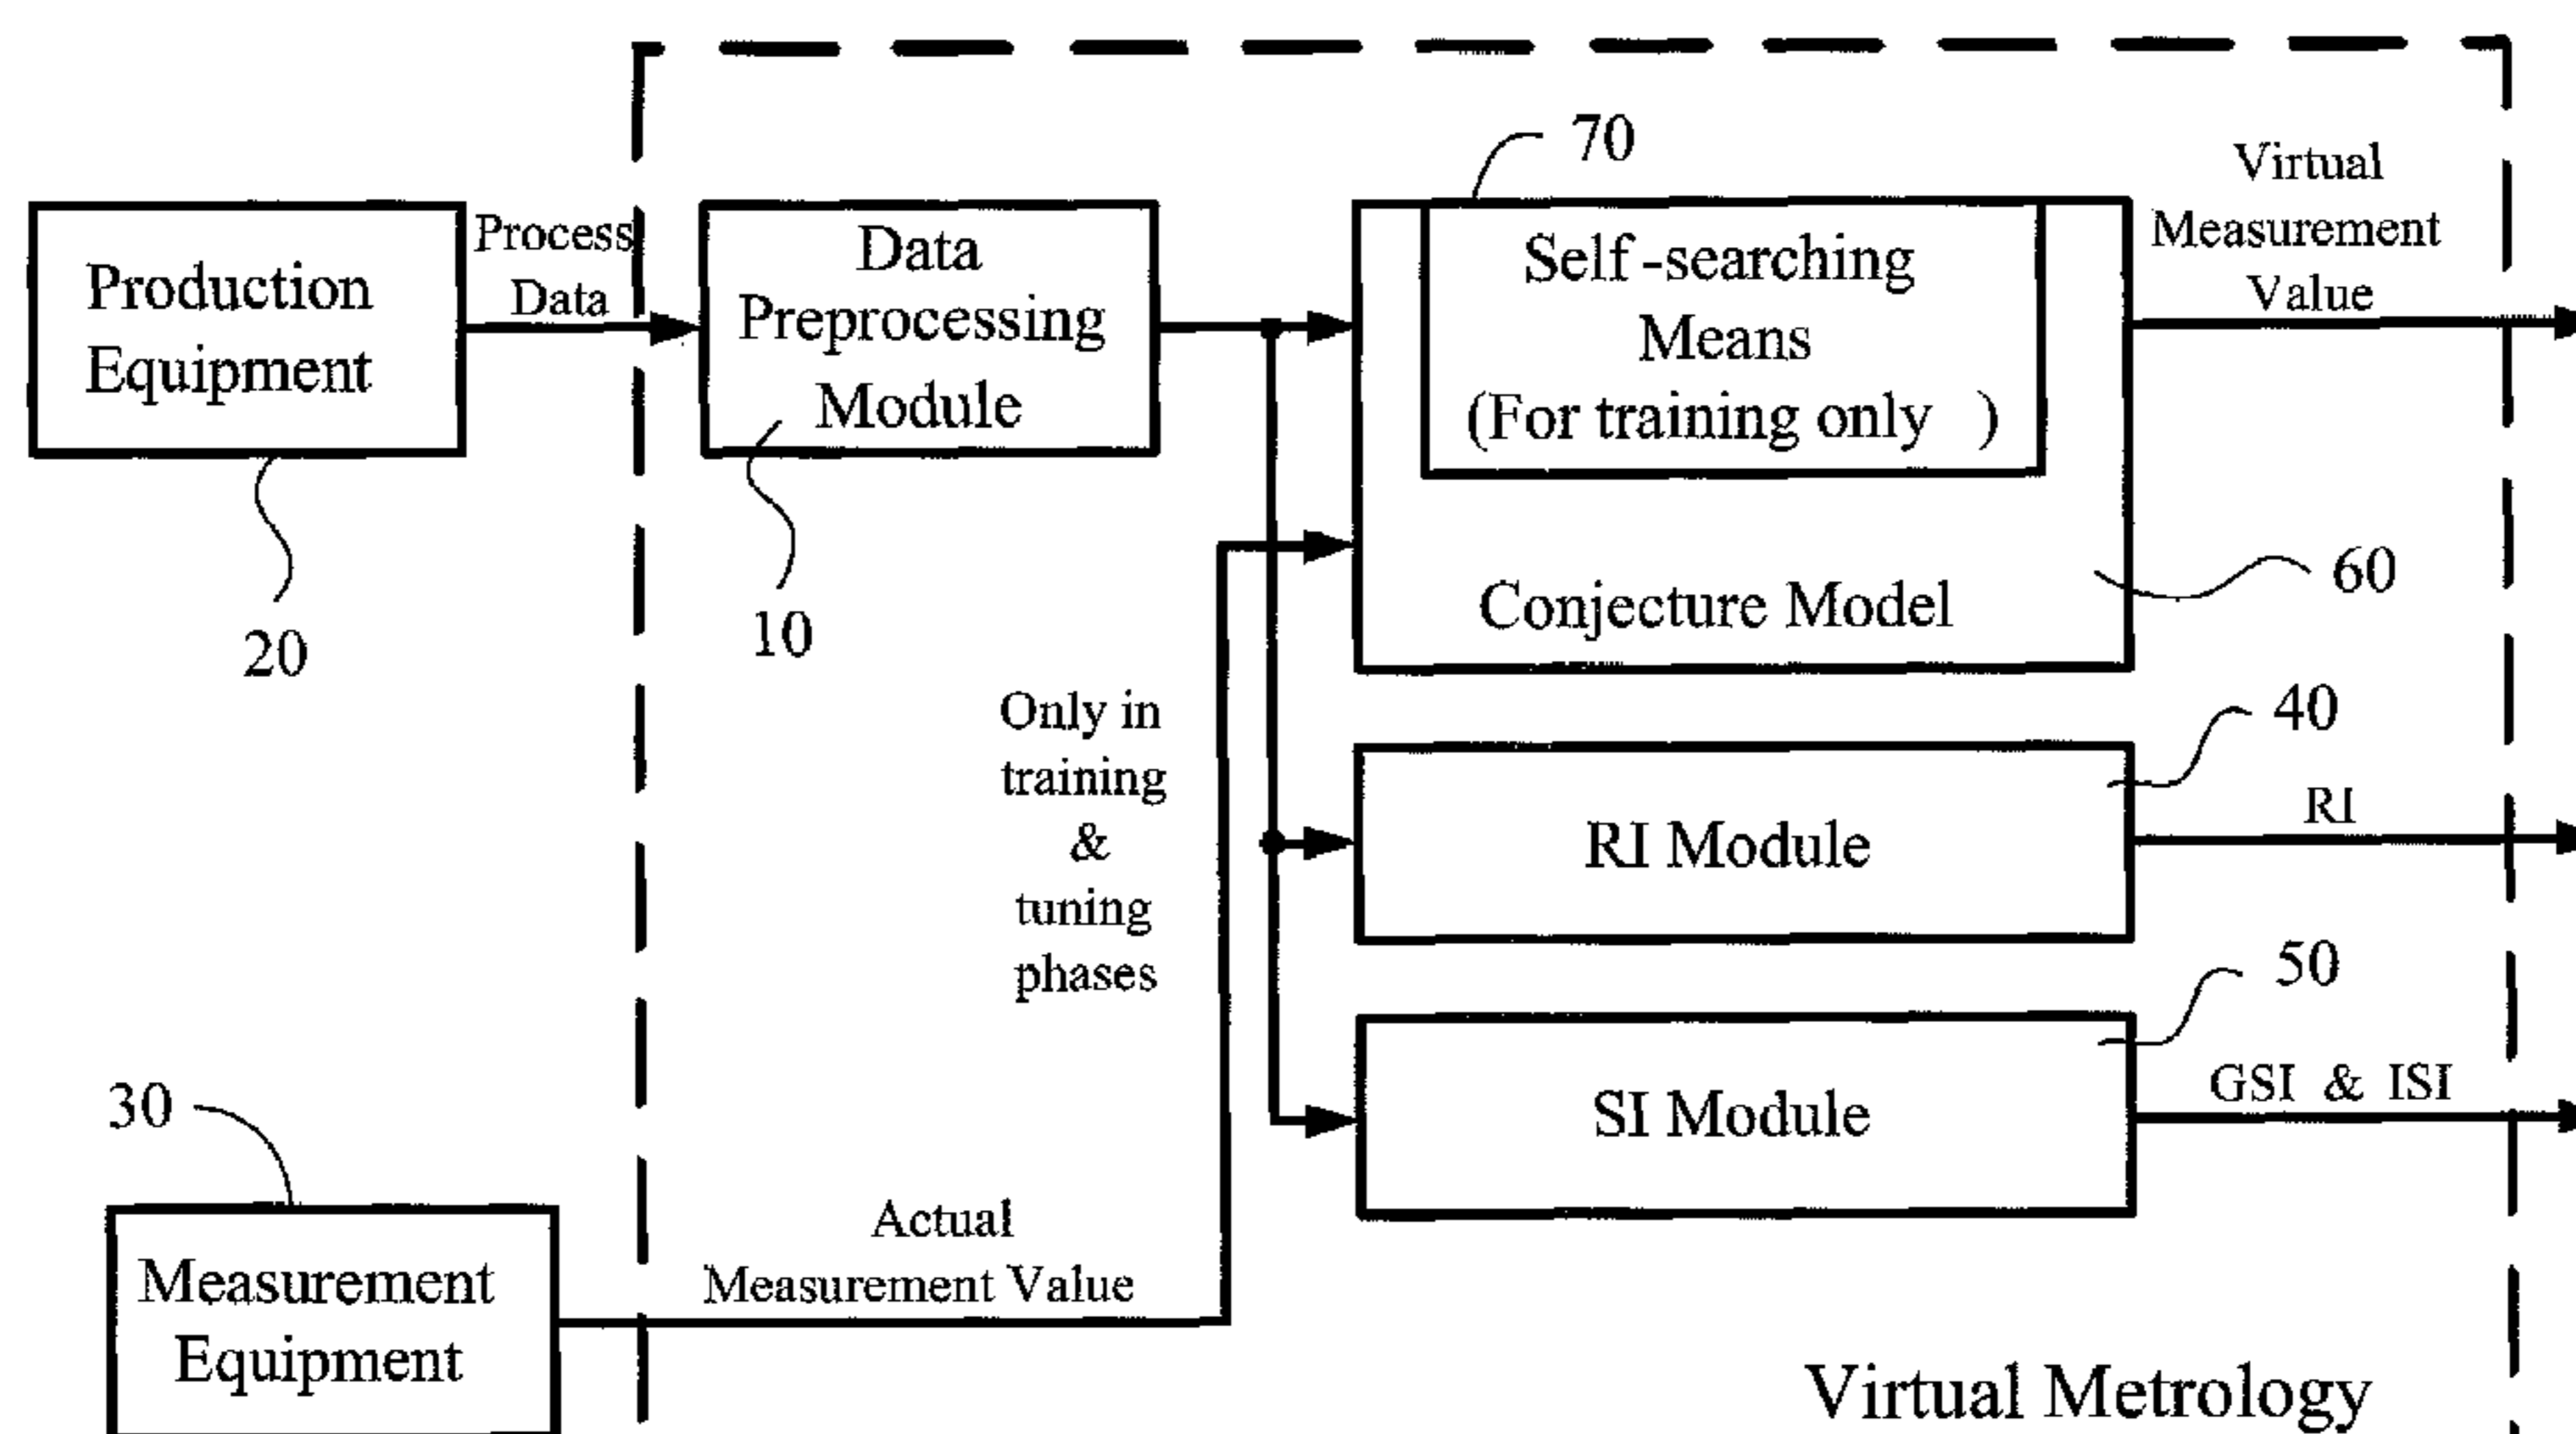 70
Virtual
Measurement
Value
Production
Equipment
20
Process
Data
Data
Preprocessing
Module
10
Self-searching
Means
(For training only )
Conjecture Model
60
Only in
training
&
tuning
phases
40
RI Module
RI
50
SI Module
GSI & ISI
30
Measurement
Equipment
Actual
Measurement Value
Virtual Metrology